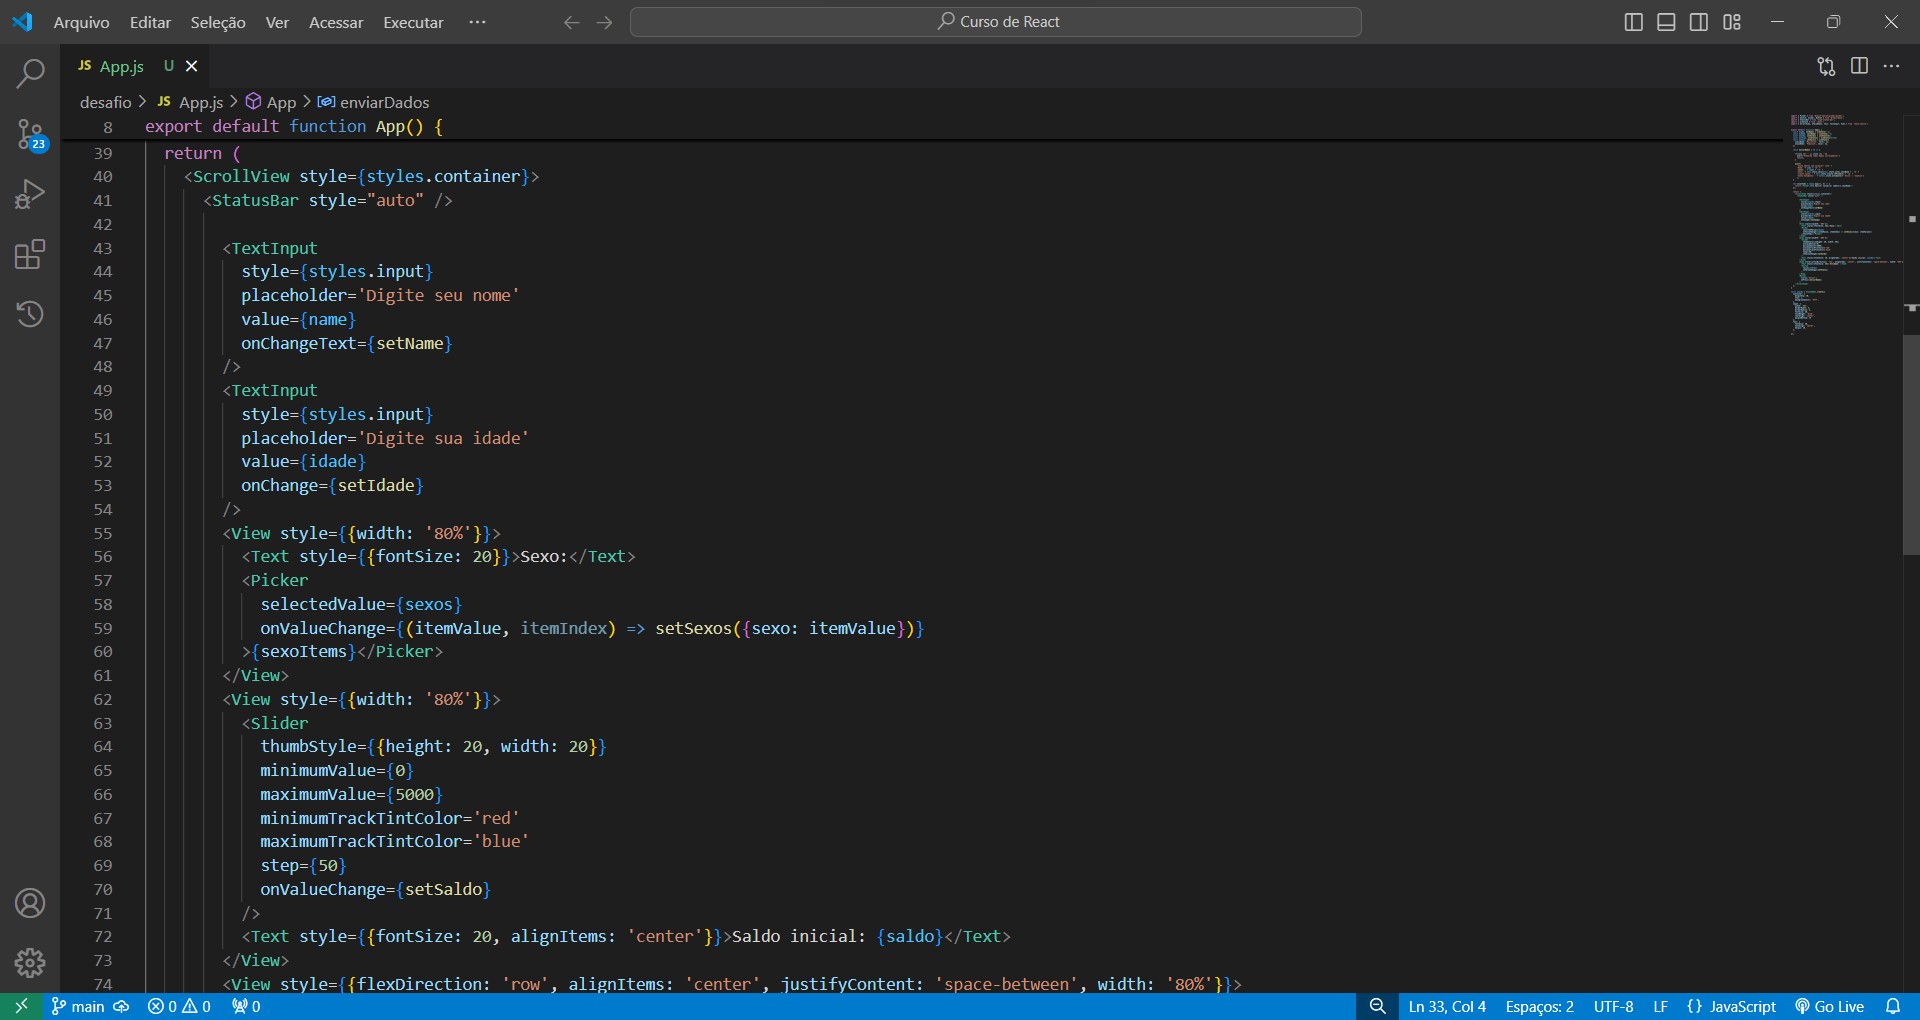 Arquivo Editar Seleção Ver Acessar Executar ··· Curso de React
JS App.js U
desafio > JS App.js > App > enviarDados
8 export default function App() {
39 return (
40 <ScrollView style={styles.container}>
41 <StatusBar style="auto" />
42
43 <TextInput
44 style={styles.input}
45 placeholder='Digite seu nome'
46 value={name}
47 onChangeText={setName}
48 />
49 <TextInput
50 style={styles.input}
51 placeholder='Digite sua idade'
52 value={idade}
53 onChange={setIdade}
54 />
55 <View style={{width: '80%'}}>
56 <Text style={{fontSize: 20}}>Sexo:</Text>
57 <Picker
58 selectedValue={sexos}
59 onValueChange={(itemValue, itemIndex) => setSexos({sexo: itemValue})}
60 >{sexoItems}</Picker>
61 </View>
62 <View style={{width: '80%'}}>
63 <Slider
64 thumbStyle={{height: 20, width: 20}}
65 minimumValue={0}
66 maximumValue={5000}
67 minimumTrackTintColor='red'
68 maximumTrackTintColor='blue'
69 step={50}
70 onValueChange={setSaldo}
71 />
72 <Text style={{fontSize: 20, alignItems: 'center'}}>Saldo inicial: {saldo}</Text>
73 </View>
74 <View style={{flexDirection: 'row', alignItems: 'center', justifyContent: 'space-between', width: '80%'}}>
23
main 0 0 0 Ln 33, Col 4 Espaços: 2 UTF-8 LF {} JavaScript Go Live